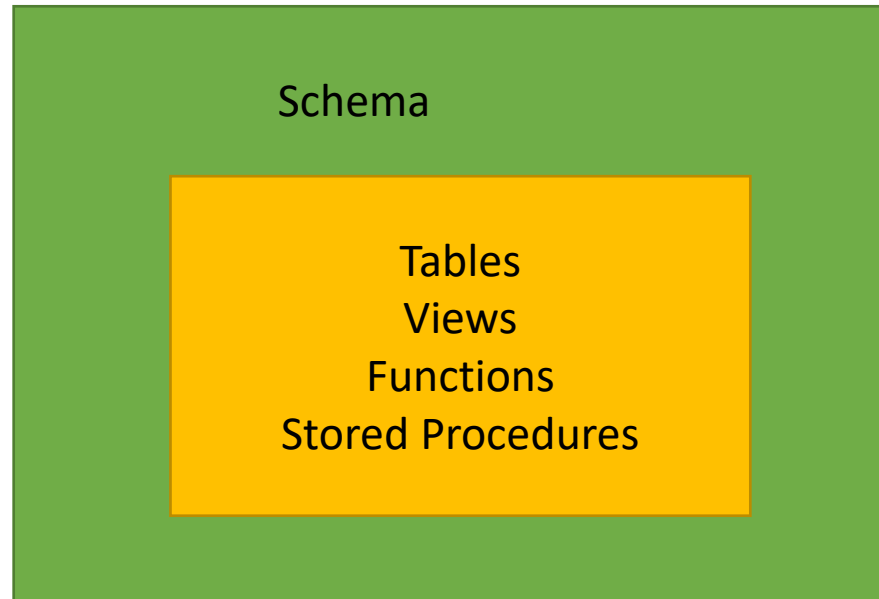 Schema
Tables
Views
Functions
Stored Procedures